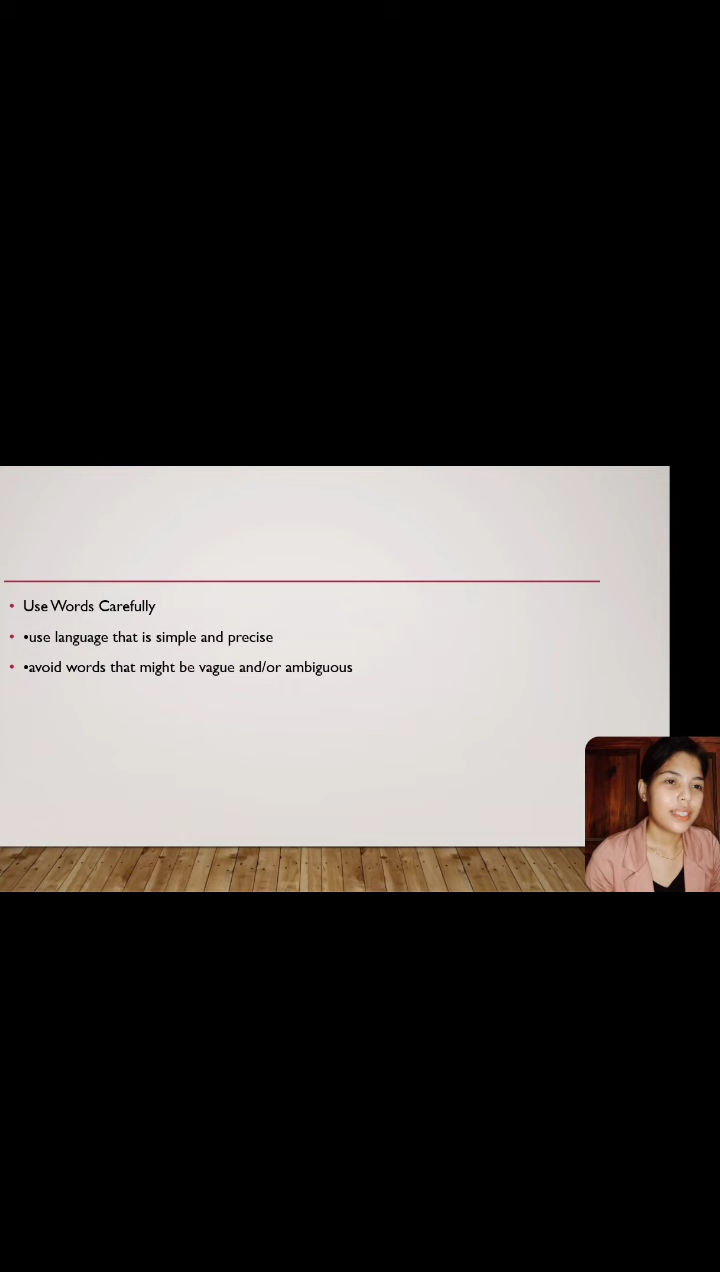 • Use Words Carefully
• •use language that is simple and precise
• •avoid words that might be vague and/or ambiguous